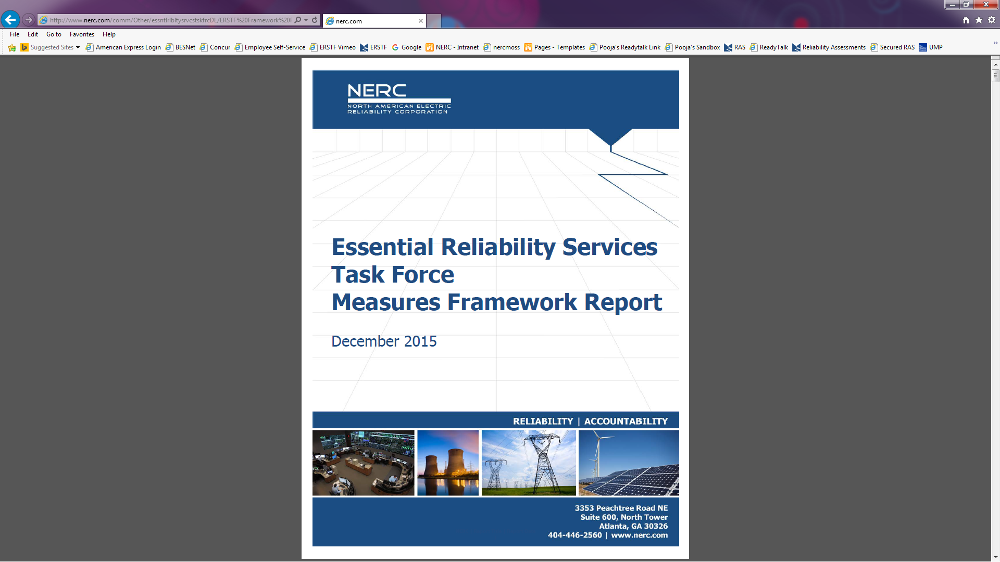 http://www.nerc.com/comm/Other/essntlrlbltysrvcstskfrcDL/ERSTF%20Framework%20
nerc.com
File Edit Go to Favorites Help
Suggested Sites American Express Login BESNet Concur Employee Self-Service ERSTF Vimeo ERSTF Google NERC - Intranet nercmoss Pages - Templates Pooja's Readytalk Link Pooja's Sandbox RAS ReadyTalk Reliability Assessments Secured RAS UMP
NERC
NORTH AMERICAN ELECTRIC
RELIABILITY CORPORATION
Essential Reliability Services
Task Force
Measures Framework Report
December 2015
RELIABILITY | ACCOUNTABILITY
3353 Peachtree Road NE
Suite 600, North Tower
Atlanta, GA 30326
404-446-2560 | www.nerc.com